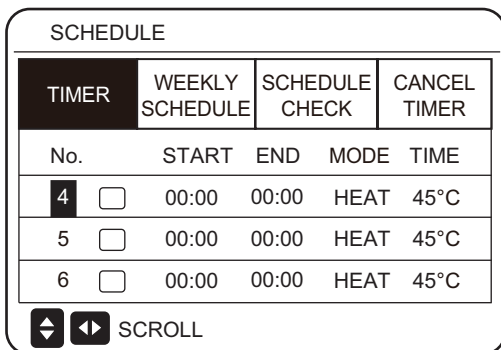 SCHEDULE
TIMER WEEKLY SCHEDULE SCHEDULE CHECK CANCEL TIMER
No. START END MODE TIME
4 00:00 00:00 HEAT 45°C
5 00:00 00:00 HEAT 45°C
6 00:00 00:00 HEAT 45°C
SCROLL